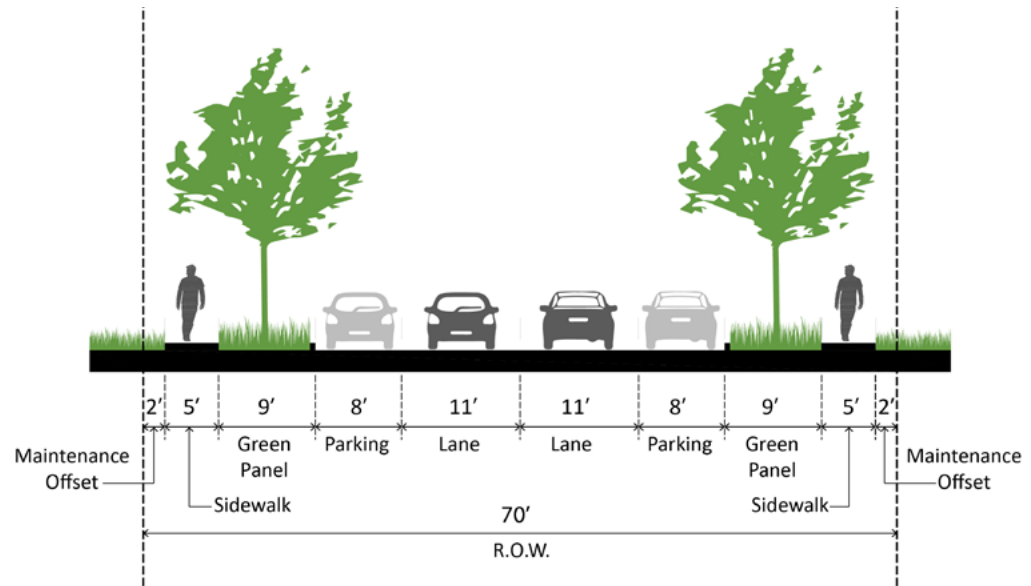 2′ 5′ 9′ 8′ 11′ 11′ 8′ 9′ 5′ 2′
Maintenance
Offset
Sidewalk
Green
Panel
Parking
Lane
Lane
Parking
Green
Panel
Sidewalk
Maintenance
Offset
70′
R.O.W.